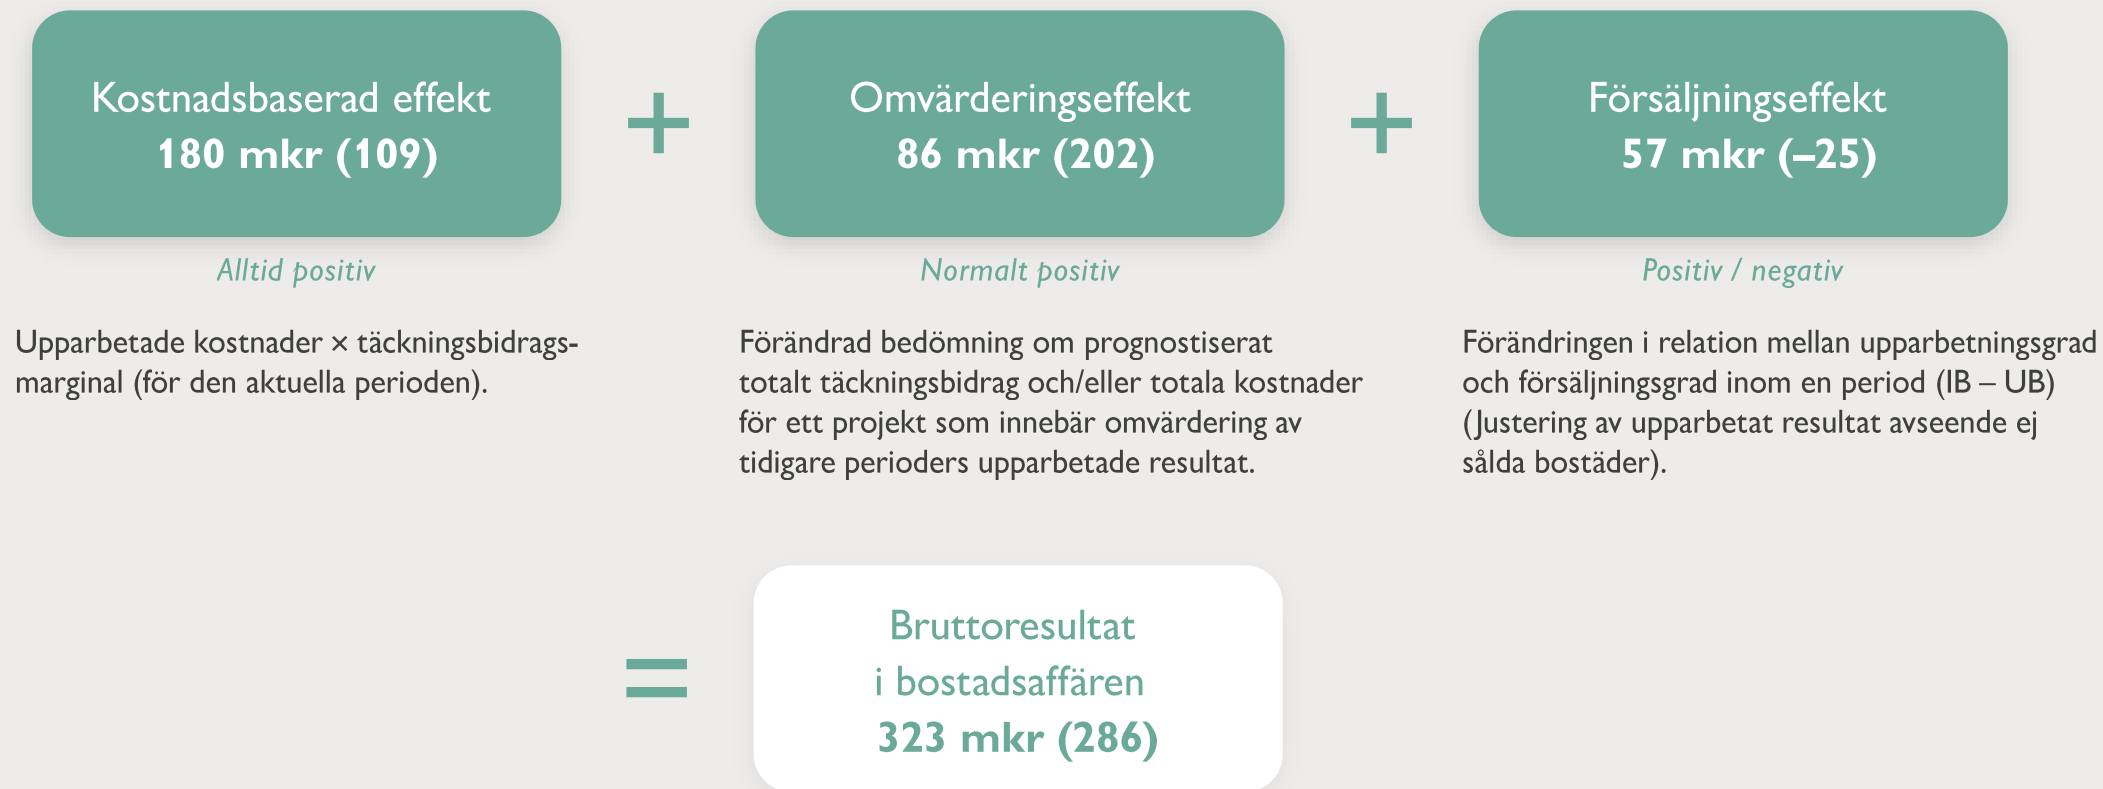 Kostnadsbaserad effekt
180 mkr (109)
+
Omvärderingseffekt
86 mkr (202)
+
Försäljningseffekt
57 mkr (–25)
Alltid positiv
Normalt positiv
Positiv / negativ
Upparbetade kostnader × täckningsbidrags-
marginal (för den aktuella perioden).
Förändrad bedömning om prognostiserat
totalt täckningsbidrag och/eller totala kostnader
för ett projekt som innebär omvärdering av
tidigare perioders upparbetade resultat.
Förändringen i relation mellan upparbetningsgrad
och försäljningsgrad inom en period (IB – UB)
(Justering av upparbetat resultat avseende ej
sålda bostäder).
=
Bruttoresultat
i bostadsaffären
323 mkr (286)